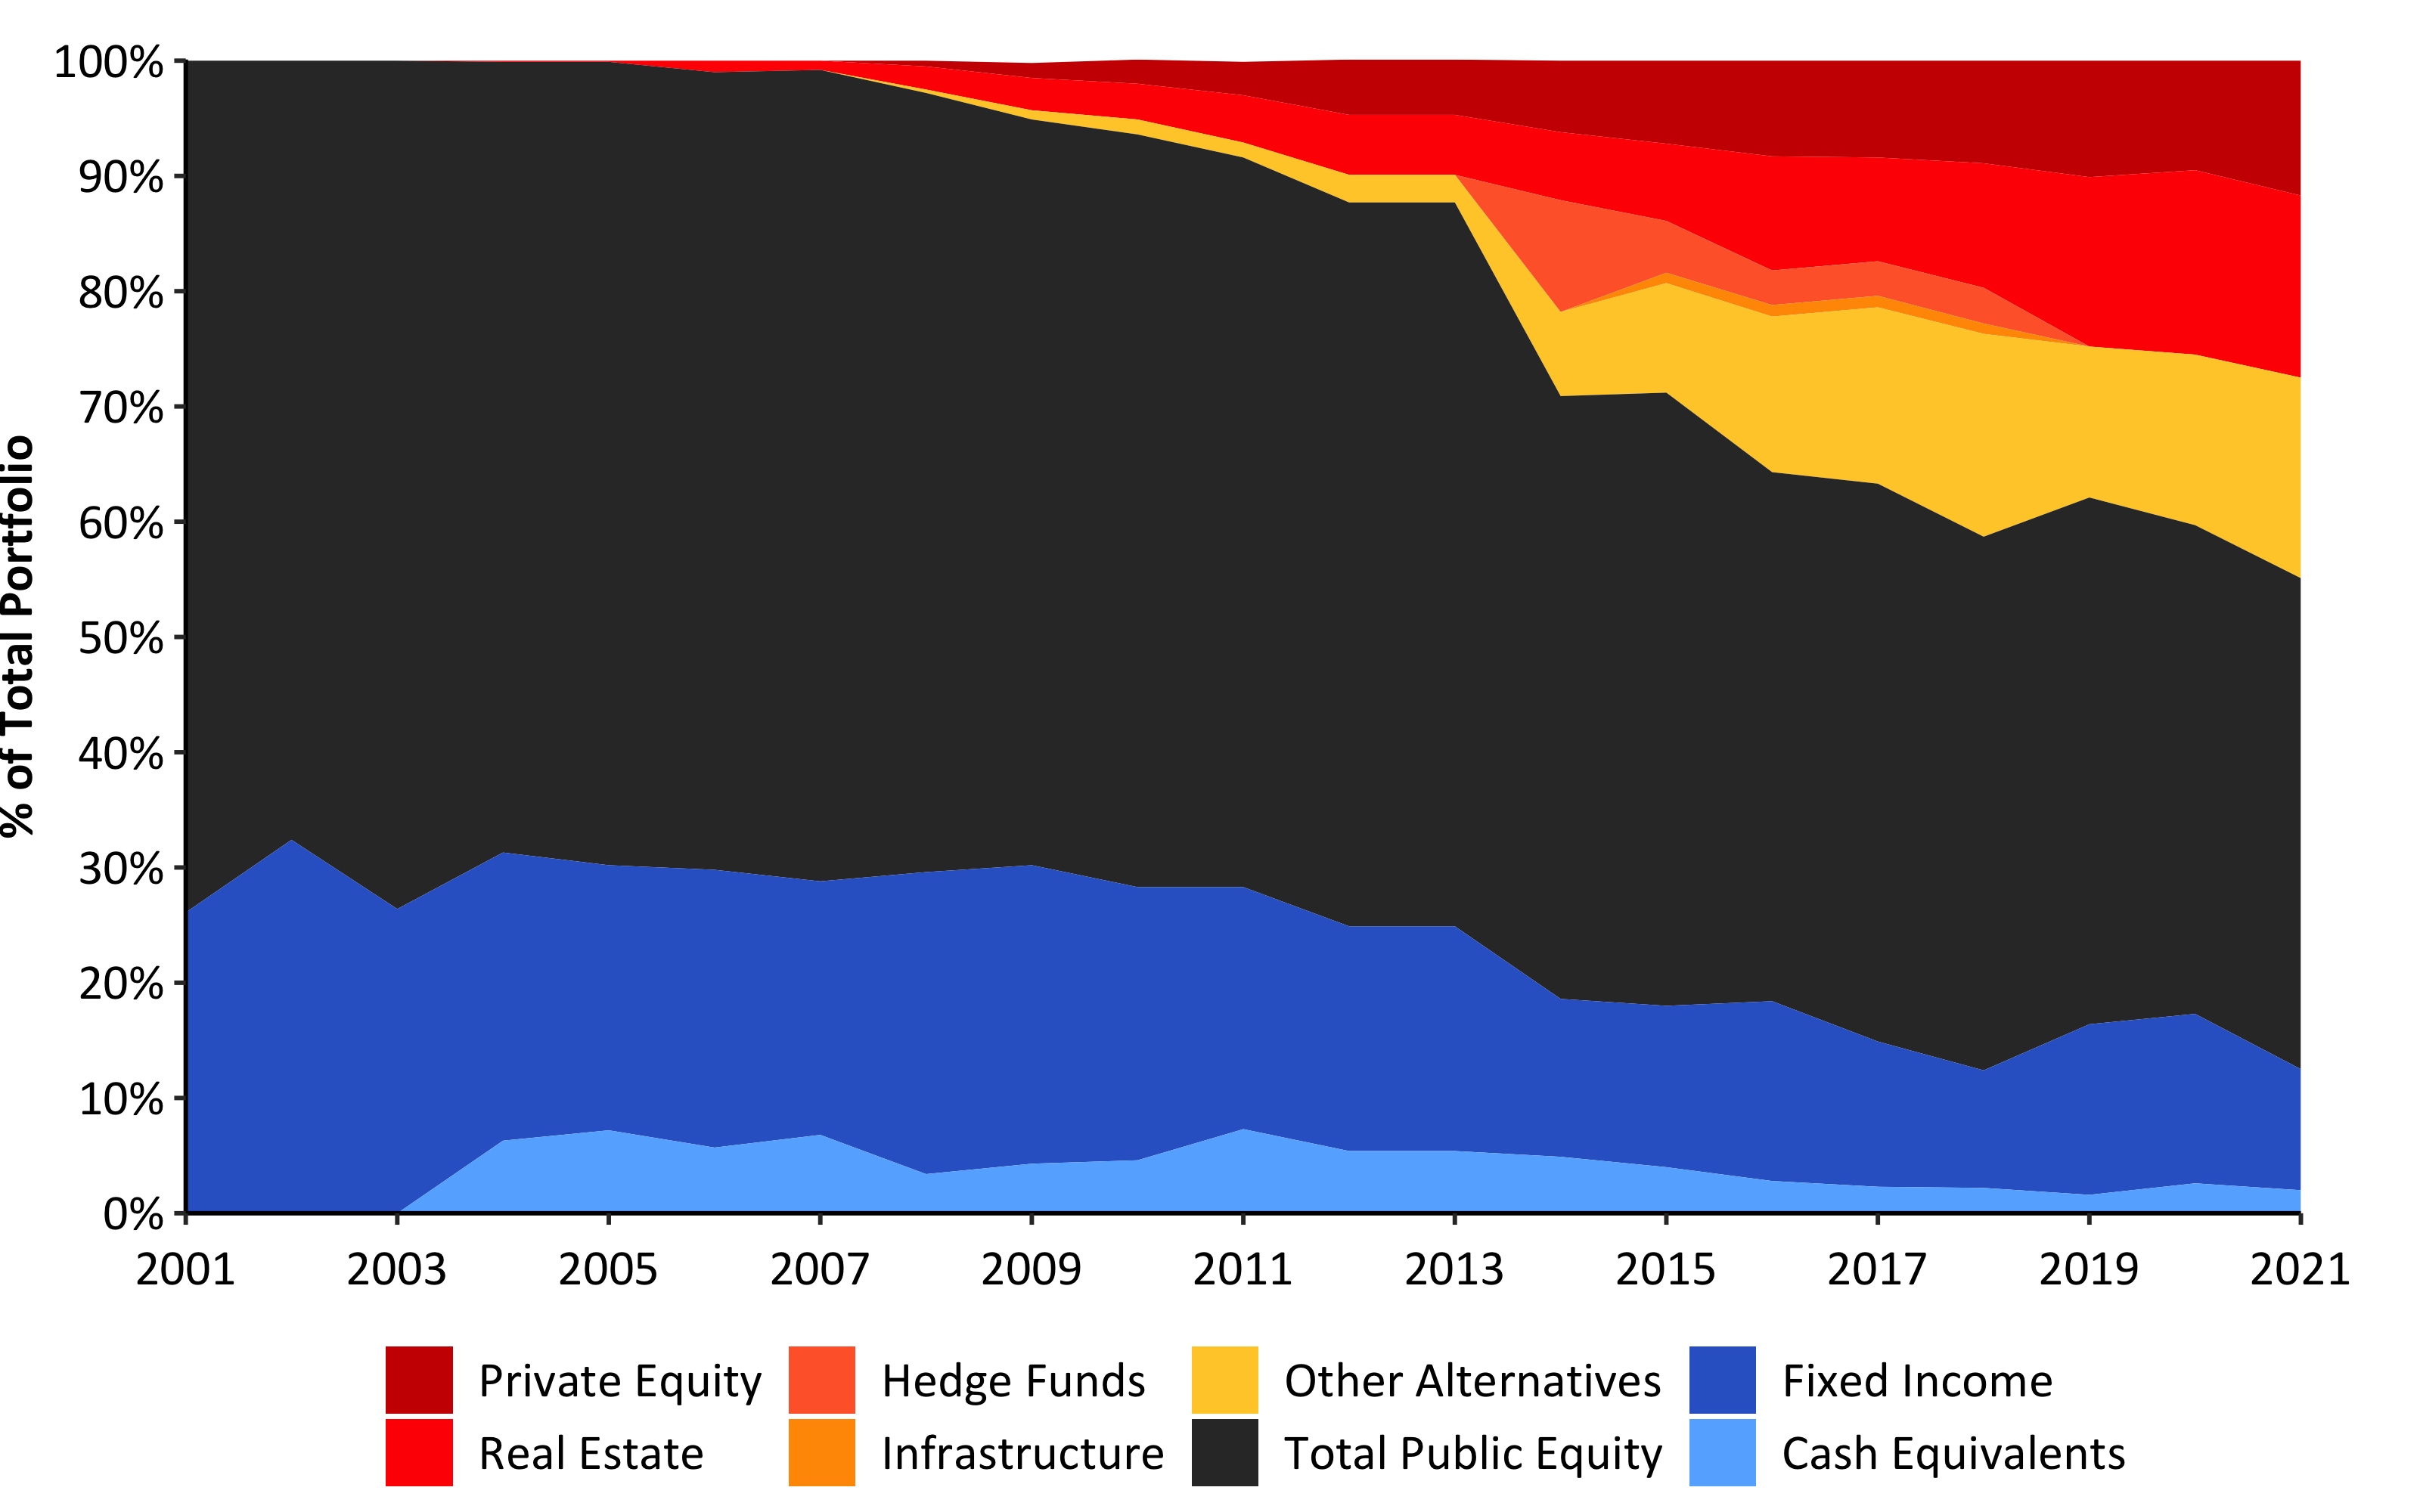 % of Total Portfolio
100%
90%
80%
70%
60%
50%
40%
30%
20%
10%
0%
2001 2003 2005 2007 2009 2011 2013 2015 2017 2019 2021
Private Equity Hedge Funds Other Alternatives Fixed Income
Real Estate Infrastructure Total Public Equity Cash Equivalents